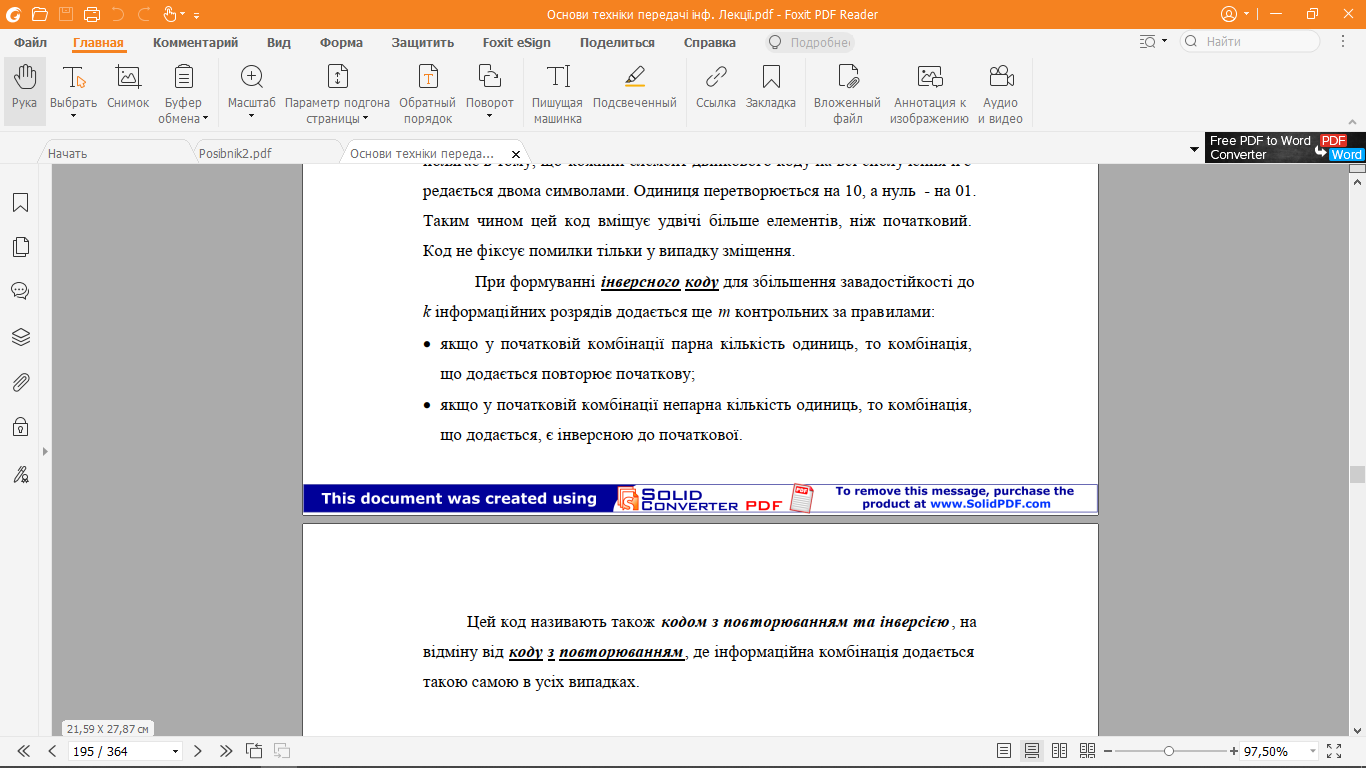 Основи техніки передачі інф. Лекції.pdf - Foxit PDF Reader
Файл Главная Комментарий Вид Форма Защитить Foxit eSign Поделиться Справка Подробнее Найти
Рука Выбрать Снимок Буфер обмена Масштаб Параметр подгона страницы Обратный порядок Поворот Пишущая машинка Подсвеченный Ссылка Закладка Вложенный файл Аннотация к изображению Аудио и видео
Начать Posibnik2.pdf Основи техніки переда...
Free PDF to Word Converter PDF Word
редається двома символами. Одиниця перетворюється на 10, а нуль - на 01.
Таким чином цей код вміщує удвічі більше елементів, ніж початковий.
Код не фіксує помилки тільки у випадку зміщення.
При формуванні інверсного коду для збільшення завадостійкості до
k інформаційних розрядів додається ще m контрольних за правилами:
• якщо у початковій комбінації парна кількість одиниць, то комбінація,
що додається повторює початкову;
• якщо у початковій комбінації непарна кількість одиниць, то комбінація,
що додається, є інверсною до початкової.
This document was created using SOLID CONVERTER PDF To remove this message, purchase the product at www.SolidPDF.com
Цей код називають також кодом з повторюванням та інверсією, на
відміну від коду з повторюванням, де інформаційна комбінація додається
такою самою в усіх випадках.
21,59 X 27,87 см
195 / 364 97,50%